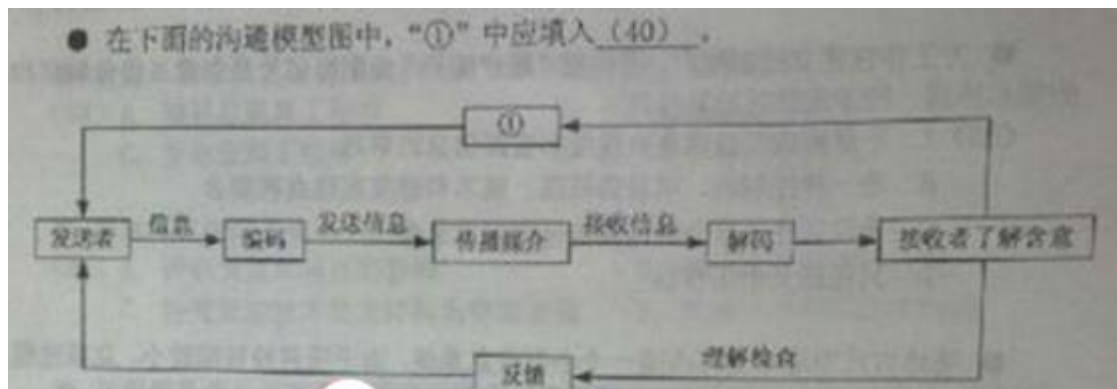 ● 在下面的沟通模型图中，“①”中应填入（40）。
①
发送者 信息 编码 发送信息 传播媒介 接收信息 解码 接收者了解含意
反馈 理解检查